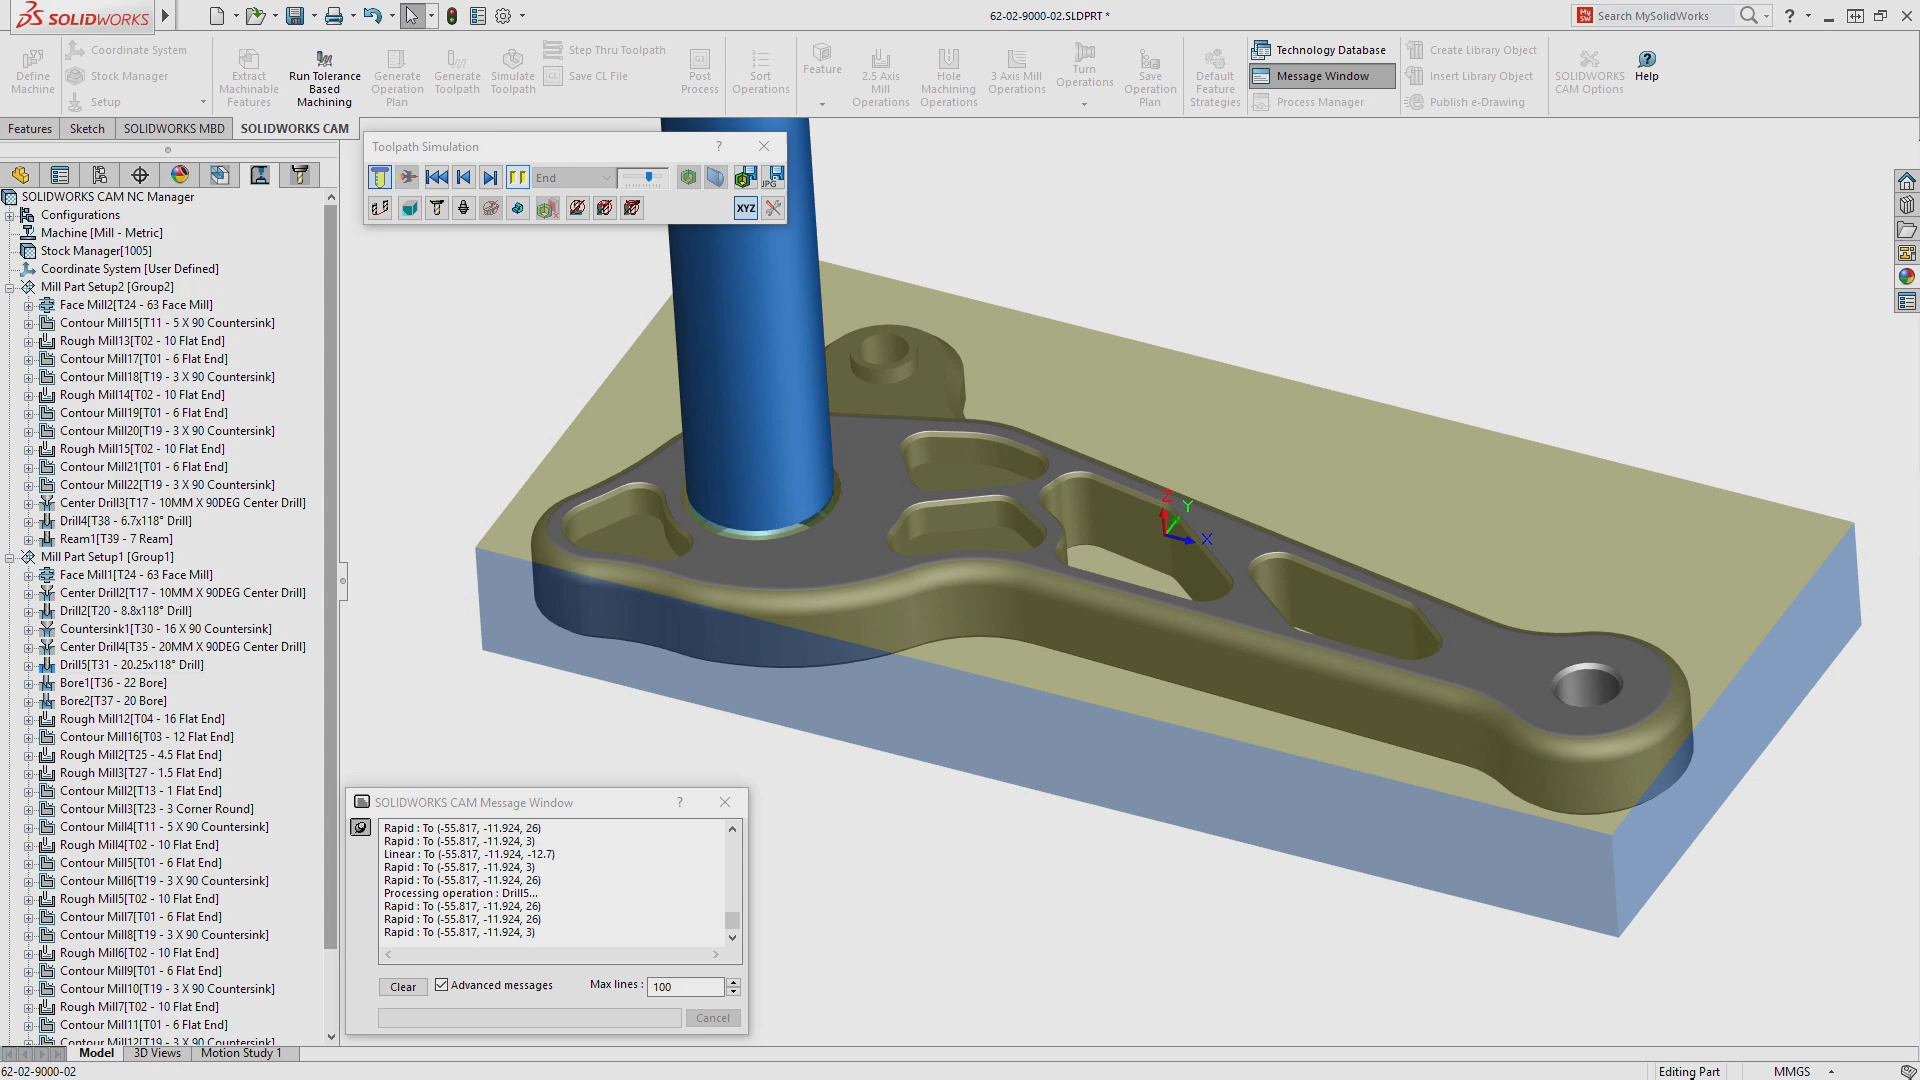 SOLIDWORKS
62-02-9000-02.SLDPRT *
MySW
Search MySolidWorks
?
Define Machine
Coordinate System
Stock Manager
Setup
Extract Machinable Features
Run Tolerance Based Machining
Generate Operation Plan
Generate Toolpath
Simulate Toolpath
Step Thru Toolpath
Save CL File
Post Process
Sort Operations
Feature
2.5 Axis Mill Operations
Hole Machining Operations
3 Axis Mill Operations
Turn Operations
Save Operation Plan
Default Feature Strategies
Technology Database
Message Window
Process Manager
Create Library Object
Insert Library Object
Publish e-Drawing
SOLIDWORKS CAM Options
Help
Features
Sketch
SOLIDWORKS MBD
SOLIDWORKS CAM
Toolpath Simulation
?
End
JPG
XYZ
SOLIDWORKS CAM NC Manager
Configurations
Machine [Mill - Metric]
Stock Manager[1005]
Coordinate System [User Defined]
Mill Part Setup2 [Group2]
Face Mill2[T24 - 63 Face Mill]
Contour Mill15[T11 - 5 X 90 Countersink]
Rough Mill13[T02 - 10 Flat End]
Contour Mill17[T01 - 6 Flat End]
Contour Mill18[T19 - 3 X 90 Countersink]
Rough Mill14[T02 - 10 Flat End]
Contour Mill19[T01 - 6 Flat End]
Contour Mill20[T19 - 3 X 90 Countersink]
Rough Mill15[T02 - 10 Flat End]
Contour Mill21[T01 - 6 Flat End]
Contour Mill22[T19 - 3 X 90 Countersink]
Center Drill3[T17 - 10MM X 90DEG Center Drill]
Drill4[T38 - 6.7x118° Drill]
Ream1[T39 - 7 Ream]
Mill Part Setup1 [Group1]
Face Mill1[T24 - 63 Face Mill]
Center Drill2[T17 - 10MM X 90DEG Center Drill]
Drill2[T20 - 8.8x118° Drill]
Countersink1[T30 - 16 X 90 Countersink]
Center Drill4[T35 - 20MM X 90DEG Center Drill]
Drill5[T31 - 20.25x118° Drill]
Bore1[T36 - 22 Bore]
Bore2[T37 - 20 Bore]
Rough Mill12[T04 - 16 Flat End]
Contour Mill16[T03 - 12 Flat End]
Rough Mill2[T25 - 4.5 Flat End]
Rough Mill3[T27 - 1.5 Flat End]
Contour Mill2[T13 - 1 Flat End]
Contour Mill3[T23 - 3 Corner Round]
Contour Mill4[T11 - 5 X 90 Countersink]
Rough Mill4[T02 - 10 Flat End]
Contour Mill5[T01 - 6 Flat End]
Contour Mill6[T19 - 3 X 90 Countersink]
Rough Mill5[T02 - 10 Flat End]
Contour Mill7[T01 - 6 Flat End]
Contour Mill8[T19 - 3 X 90 Countersink]
Rough Mill6[T02 - 10 Flat End]
Contour Mill9[T01 - 6 Flat End]
Contour Mill10[T19 - 3 X 90 Countersink]
Rough Mill7[T02 - 10 Flat End]
Contour Mill11[T01 - 6 Flat End]
Contour Mill12[T19 - 3 X 90 Countersink]
Z
Y
X
SOLIDWORKS CAM Message Window
?
Rapid : To (-55.817, -11.924, 26)
Rapid : To (-55.817, -11.924, 3)
Linear : To (-55.817, -11.924, -12.7)
Rapid : To (-55.817, -11.924, 3)
Rapid : To (-55.817, -11.924, 26)
Processing operation : Drill5...
Rapid : To (-55.817, -11.924, 26)
Rapid : To (-55.817, -11.924, 26)
Rapid : To (-55.817, -11.924, 3)
Clear
Advanced messages
Max lines :
100
Cancel
Model
3D Views
Motion Study 1
62-02-9000-02
Editing Part
MMGS